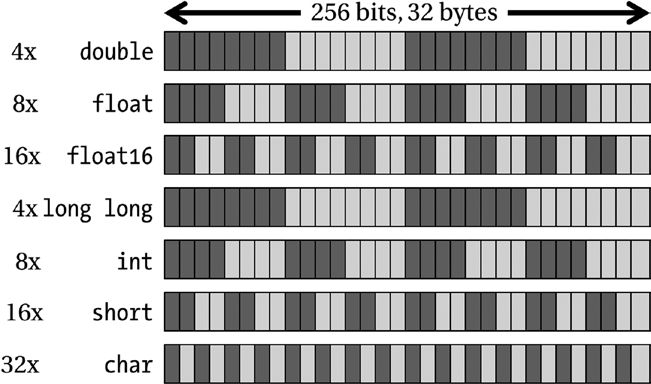 256 bits, 32 bytes
4x double
8x float
16x float16
4x long long
8x int
16x short
32x char